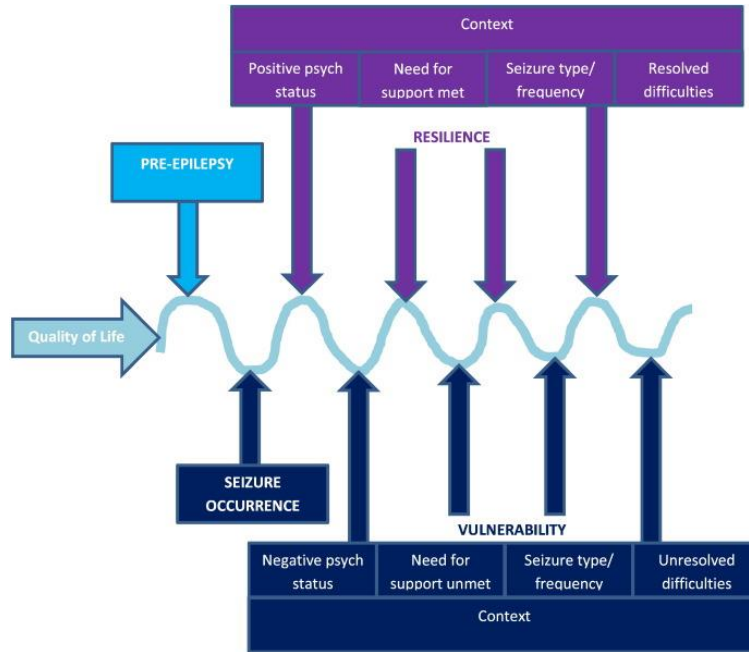 Context
Positive psych
status
Need for
support met
Seizure type/
frequency
Resolved
difficulties
RESILIENCE
PRE-EPILEPSY
Quality of Life
SEIZURE
OCCURRENCE
VULNERABILITY
Negative psych
status
Need for
support unmet
Seizure type/
frequency
Unresolved
difficulties
Context